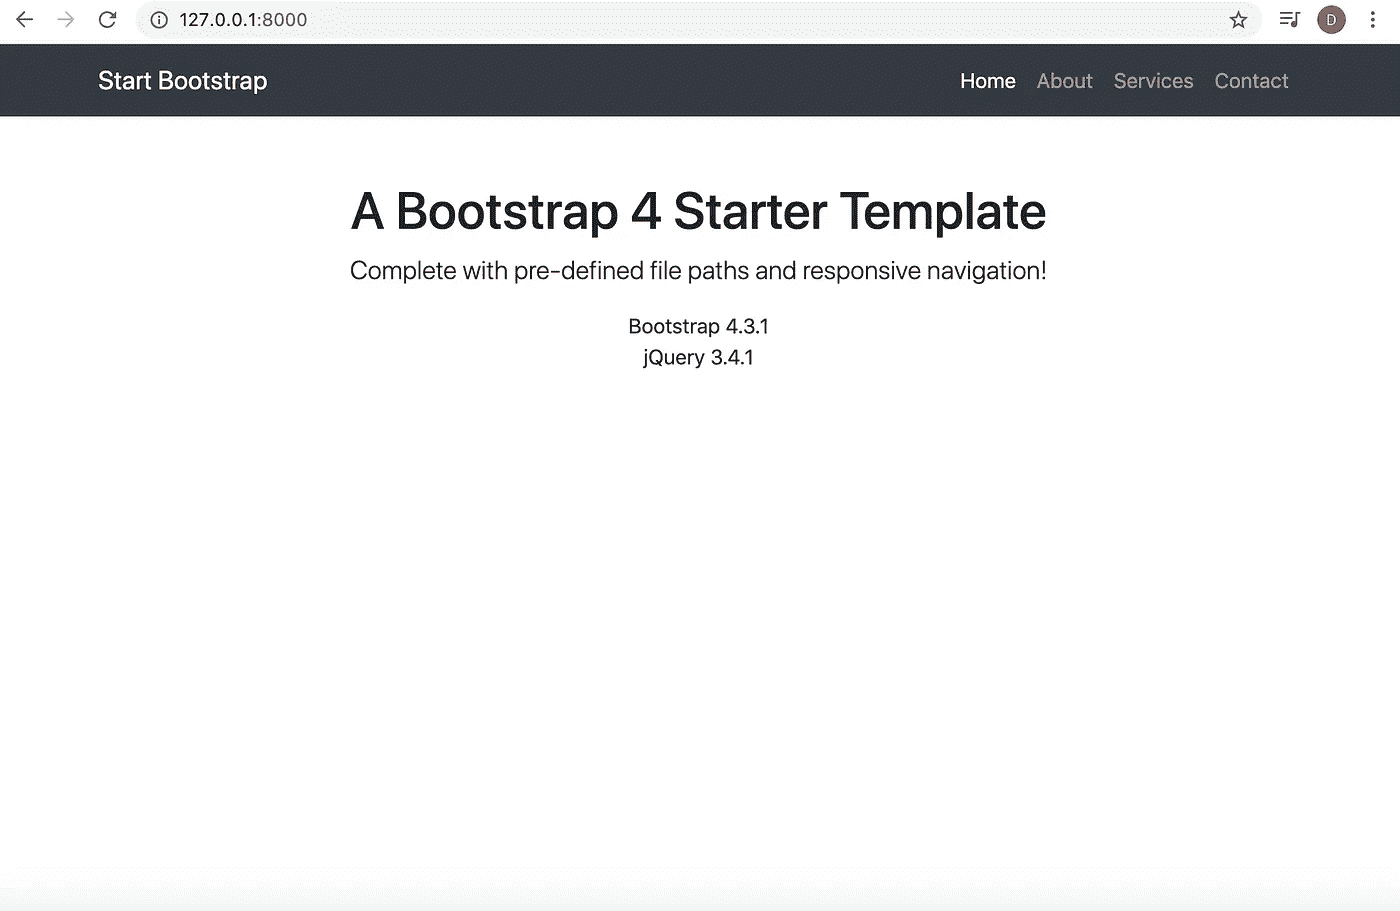 127.0.0.1:8000
D
Start Bootstrap Home About Services Contact
A Bootstrap 4 Starter Template
Complete with pre-defined file paths and responsive navigation!
Bootstrap 4.3.1
jQuery 3.4.1